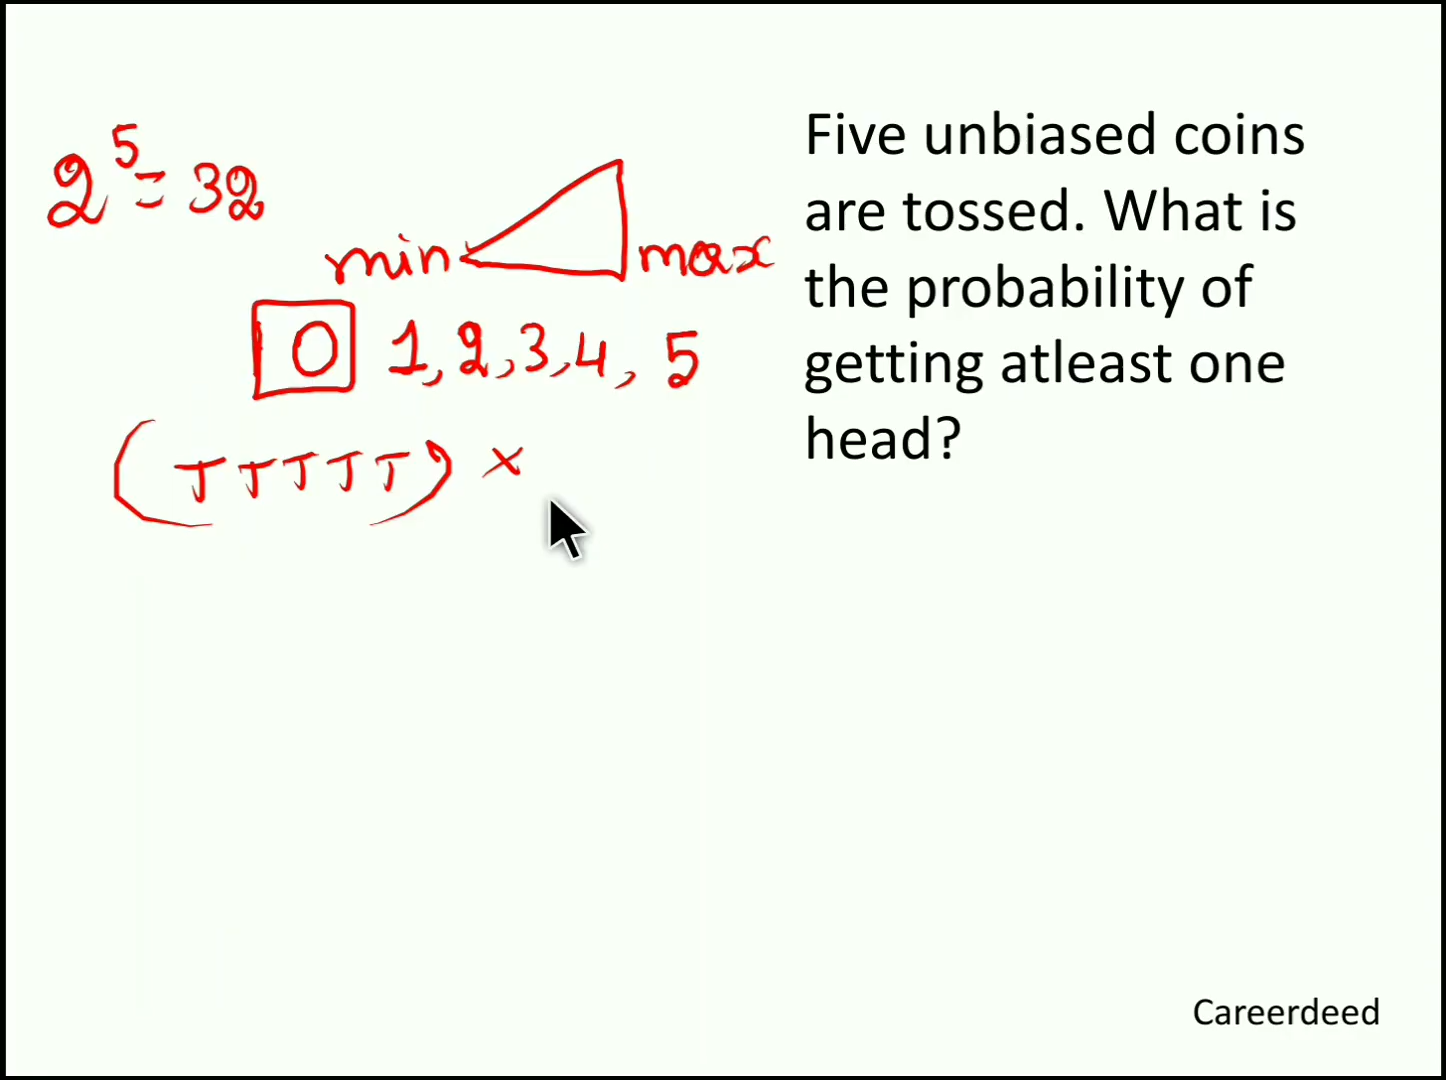 2^5 = 32
min max
0 1, 2, 3, 4, 5
(TTTTT) ×
Five unbiased coins
are tossed. What is
the probability of
getting atleast one
head?
Careerdeed